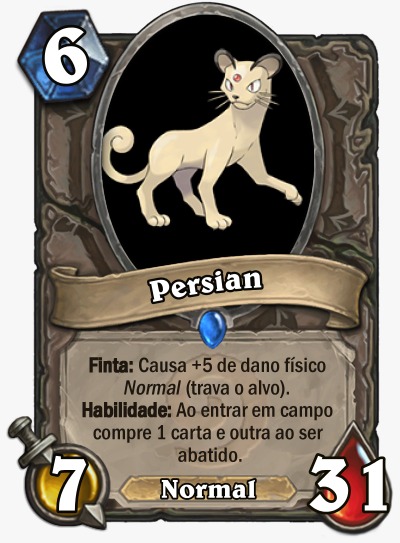 6
Persian
Finta: Causa +5 de dano físico
Normal (trava o alvo).
Habilidade: Ao entrar em campo
compre 1 carta e outra ao ser
abatido.
7
Normal
31